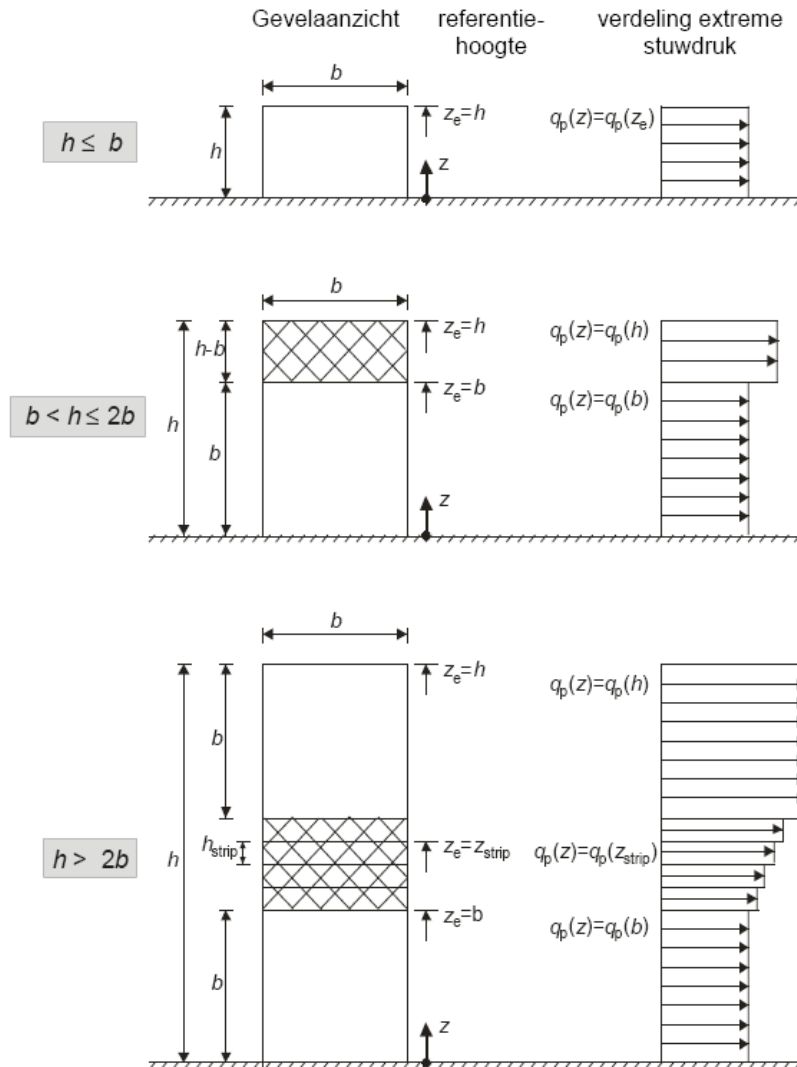 Gevelaanzicht referentie- verdeling extreme
hoogte stuwdruk
b
h ≤ b
h
z_e=h
z
q_p(z)=q_p(z_e)
b
b < h ≤ 2b
h
h-b
b
z_e=h
z_e=b
z
q_p(z)=q_p(h)
q_p(z)=q_p(b)
b
h > 2b
h
b
h_strip
b
z_e=h
z_e=z_strip
z_e=b
z
q_p(z)=q_p(h)
q_p(z)=q_p(z_strip)
q_p(z)=q_p(b)